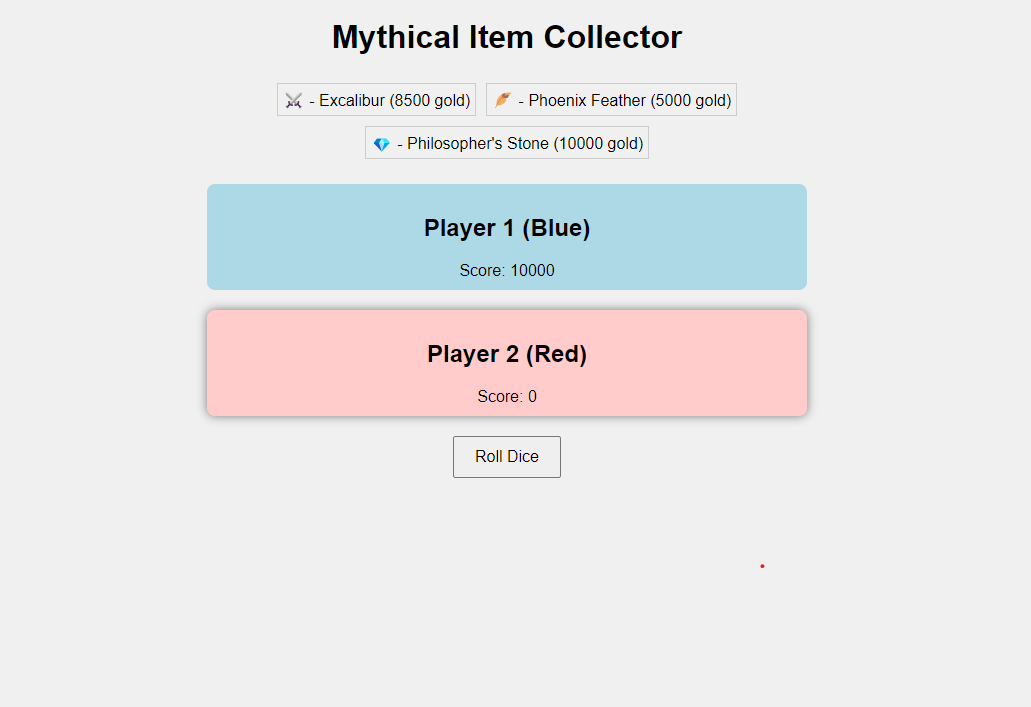 Mythical Item Collector
⚔️ - Excalibur (8500 gold) 🪶 - Phoenix Feather (5000 gold)
💎 - Philosopher's Stone (10000 gold)
Player 1 (Blue)
Score: 10000
Player 2 (Red)
Score: 0
Roll Dice